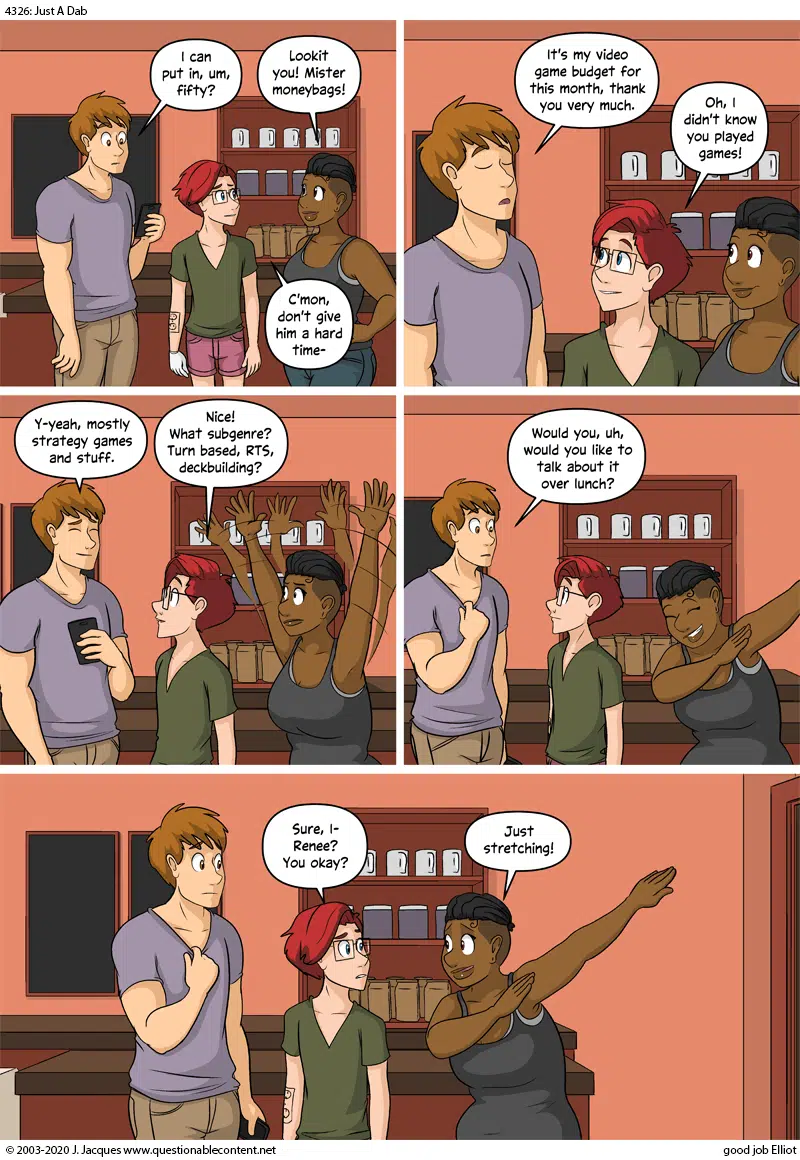 4326: Just A Dab
I can
put in, um,
fifty?
Lookit
you! Mister
moneybags!
C'mon,
don't give
him a hard
time-
It's my video
game budget for
this month, thank
you very much.
Oh, I
didn't know
you played
games!
Y-yeah, mostly
strategy games
and stuff.
Nice!
What subgenre?
Turn based, RTS,
deckbuilding?
Would you, uh,
would you like to
talk about it
over lunch?
Sure, I-
Renee?
You okay?
Just
stretching!
© 2003-2020 J. Jacques www.questionablecontent.net
good job Elliot